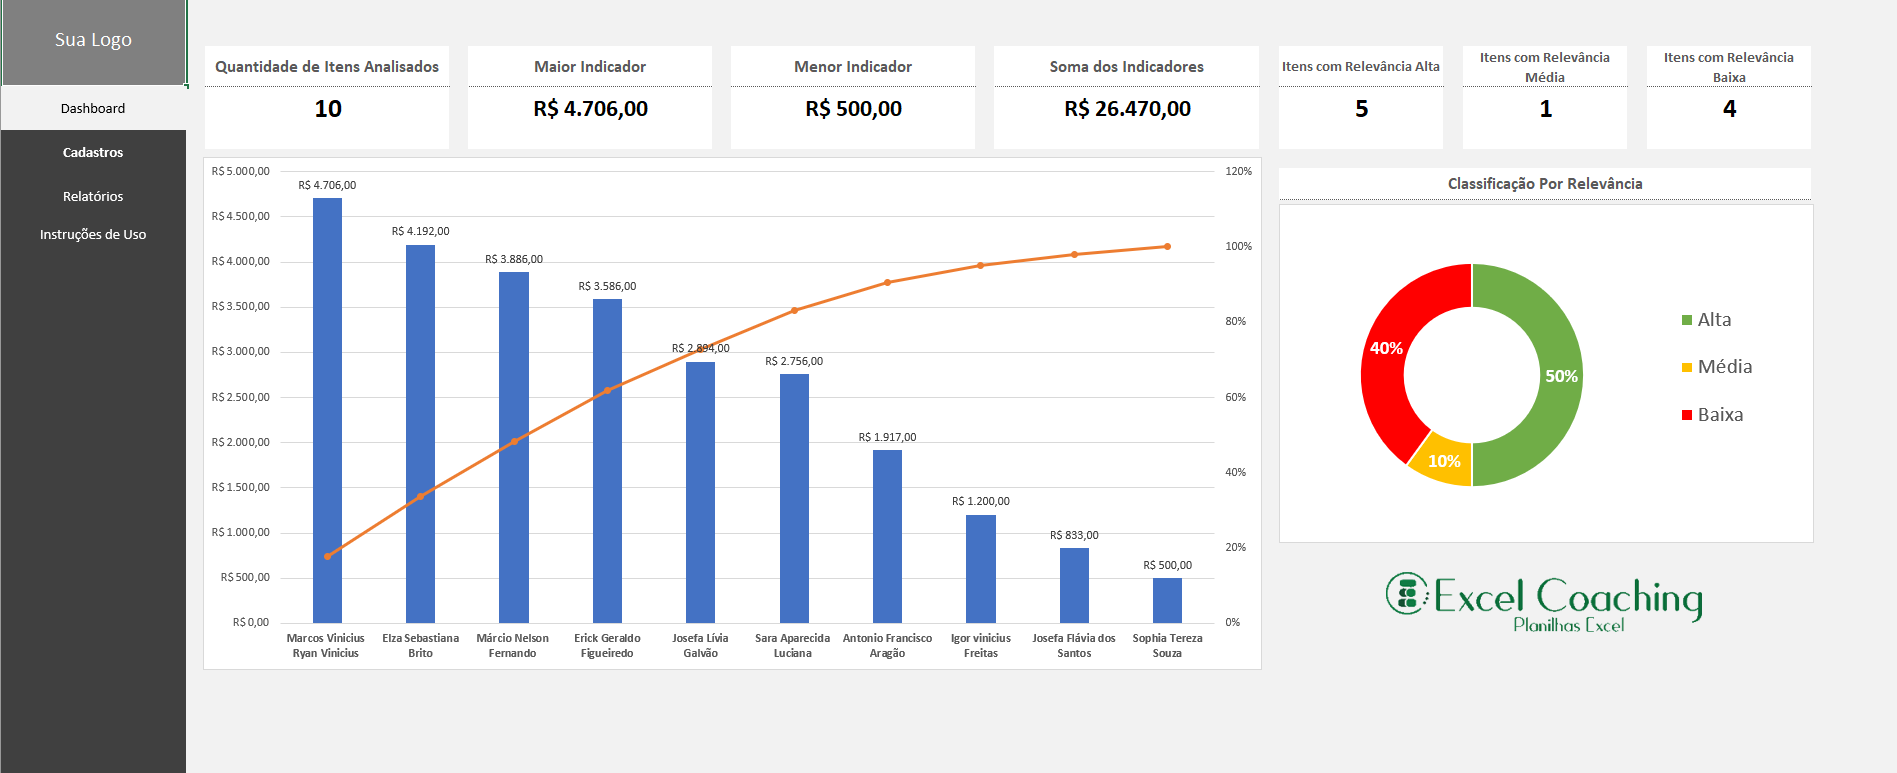 Sua Logo
Dashboard
Cadastros
Relatórios
Instruções de Uso
Quantidade de Itens Analisados
10
Maior Indicador
R$ 4.706,00
Menor Indicador
R$ 500,00
Soma dos Indicadores
R$ 26.470,00
Itens com Relevância Alta
5
Itens com Relevância
Média
1
Itens com Relevância
Baixa
4
R$ 5.000,00
R$ 4.500,00
R$ 4.000,00
R$ 3.500,00
R$ 3.000,00
R$ 2.500,00
R$ 2.000,00
R$ 1.500,00
R$ 1.000,00
R$ 500,00
R$ 0,00
R$ 4.706,00
R$ 4.192,00
R$ 3.886,00
R$ 3.586,00
R$ 2.894,00
R$ 2.756,00
R$ 1.917,00
R$ 1.200,00
R$ 833,00
R$ 500,00
120%
100%
80%
60%
40%
20%
0%
Marcos Vinicius
Ryan Vinicius
Elza Sebastiana
Brito
Márcio Nelson
Fernando
Erick Geraldo
Figueiredo
Josefa Lívia
Galvão
Sara Aparecida
Luciana
Antonio Francisco
Aragão
Igor vinicius
Freitas
Josefa Flávia dos
Santos
Sophia Tereza
Souza
Classificação Por Relevância
40%
50%
10%
Alta
Média
Baixa
Excel Coaching
Planilhas Excel